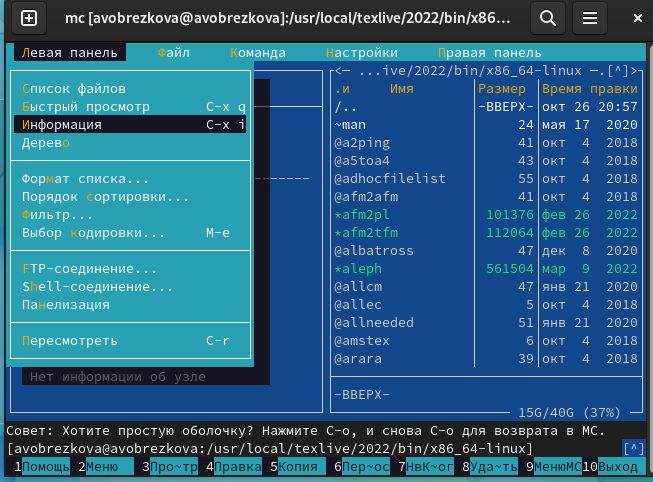 mc [avobrezkova@avobrezkova]:/usr/local/texlive/2022/bin/x86...
Левая панель Файл Команда Настройки Правая панель
Список файлов
Быстрый просмотр C-x q
Информация C-x i
Дерево
Формат списка...
Порядок сортировки...
Фильтр...
Выбор кодировки... M-e
FTP-соединение...
Shell-соединение...
Панелизация
Пересмотреть C-r
Нет информации об узле
<─ ...ive/2022/bin/x86_64-linux ─.[^]>
.и Имя Размер Время правки
/.. -ВВЕРХ- окт 26 20:57
~man 24 мая 17 2020
@a2ping 41 окт 4 2018
@a5toa4 43 окт 4 2018
@adhocfilelist 55 окт 4 2018
@afm2afm 41 окт 4 2018
*afm2pl 101376 фев 26 2022
*afm2tfm 112064 фев 26 2022
@albatross 47 дек 8 2020
*aleph 561504 мар 9 2022
@allcm 47 янв 21 2020
@allec 5 окт 4 2018
@allneeded 51 янв 21 2020
@amstex 6 окт 4 2018
@arara 39 окт 4 2018
-ВВЕРХ-
15G/40G (37%)
Совет: Хотите простую оболочку? Нажмите C-o, и снова C-o для возврата в MC.
[avobrezkova@avobrezkova:/usr/local/texlive/2022/bin/x86_64-linux] [^]
1Помощь 2Меню 3Про~тр 4Правка 5Копия 6Пер~ос 7НвК~ог 8Уда~ть 9МенюMC 10Выход